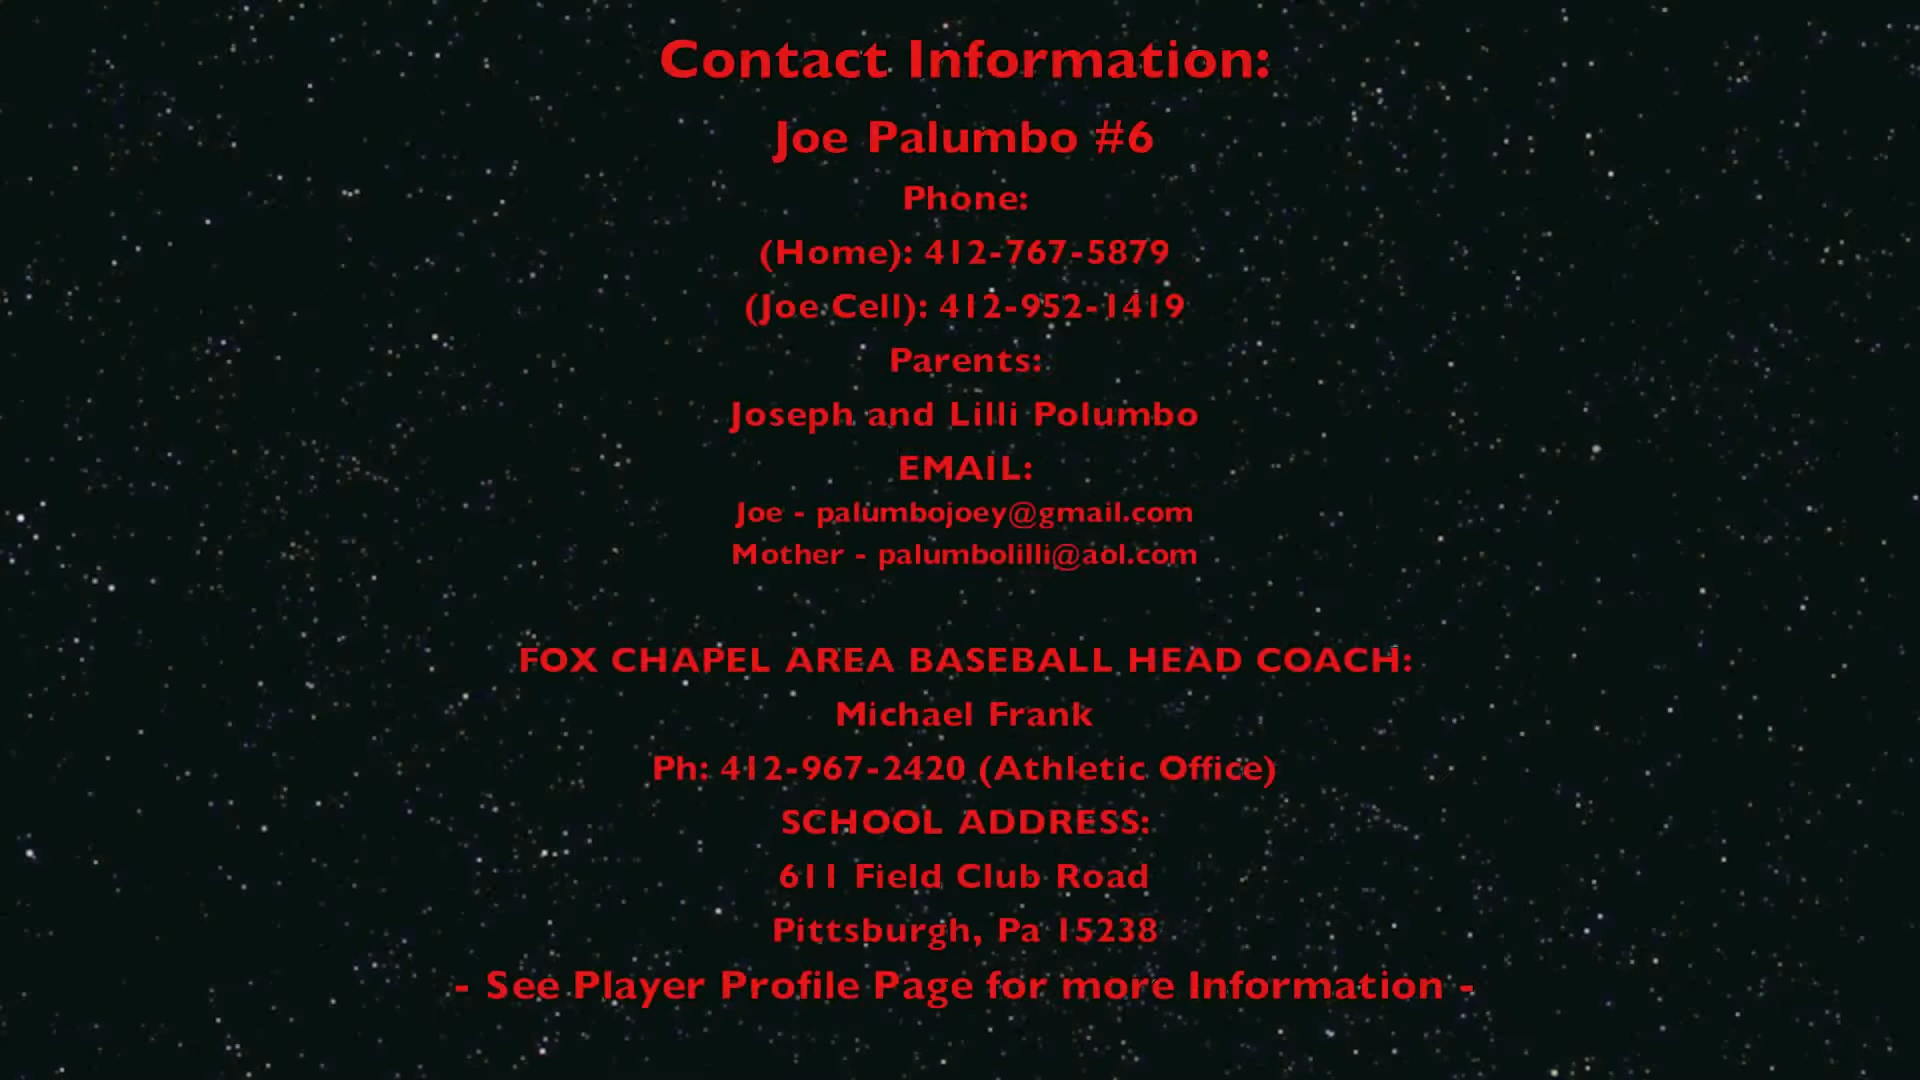 Contact Information:
Joe Palumbo #6
Phone:
(Home): 412-767-5879
(Joe Cell): 412-952-1419
Parents:
Joseph and Lilli Polumbo
EMAIL:
Joe - palumbojoey@gmail.com
Mother - palumbolilli@aol.com
FOX CHAPEL AREA BASEBALL HEAD COACH:
Michael Frank
Ph: 412-967-2420 (Athletic Office)
SCHOOL ADDRESS:
611 Field Club Road
Pittsburgh, Pa 15238
- See Player Profile Page for more Information -